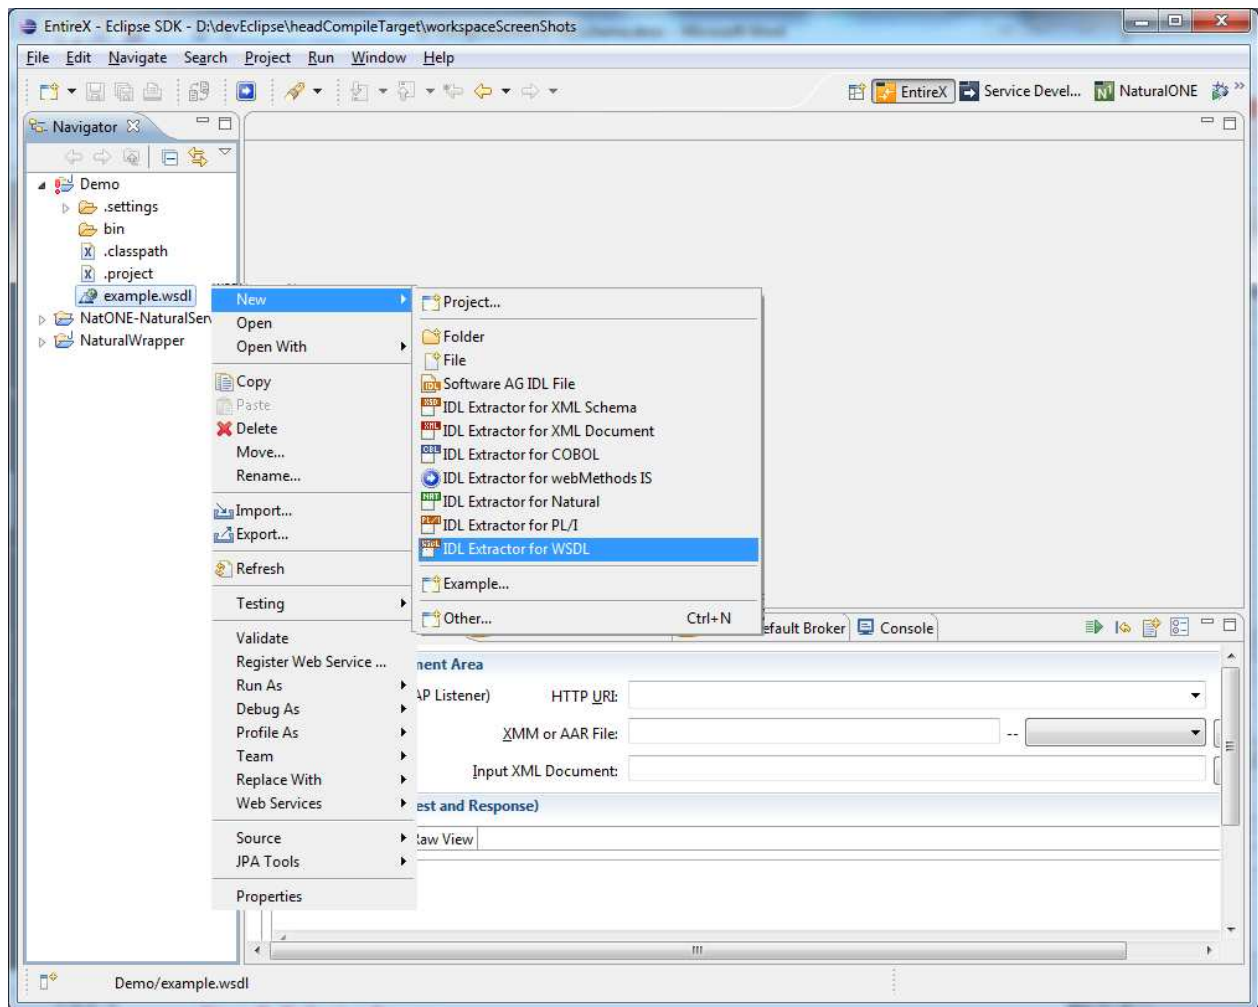 EntireX - Eclipse SDK - D:\devEclipse\headCompileTarget\workspaceScreenShots
File Edit Navigate Search Project Run Window Help
EntireX Service Devel... NaturalONE
Navigator
Demo
.settings
bin
.classpath
.project
example.wsdl
NatONE-NaturalSer
NaturalWrapper
New
Open
Open With
Copy
Paste
Delete
Move...
Rename...
Import...
Export...
Refresh
Testing
Validate
Register Web Service ...
Run As
Debug As
Profile As
Team
Replace With
Web Services
Source
JPA Tools
Properties
Project...
Folder
File
Software AG IDL File
IDL Extractor for XML Schema
IDL Extractor for XML Document
IDL Extractor for COBOL
IDL Extractor for webMethods IS
IDL Extractor for Natural
IDL Extractor for PL/I
IDL Extractor for WSDL
Example...
Other... Ctrl+N
efault Broker Console
ment Area
AP Listener) HTTP URI:
XMM or AAR File: --
Input XML Document:
est and Response)
Raw View
Demo/example.wsdl